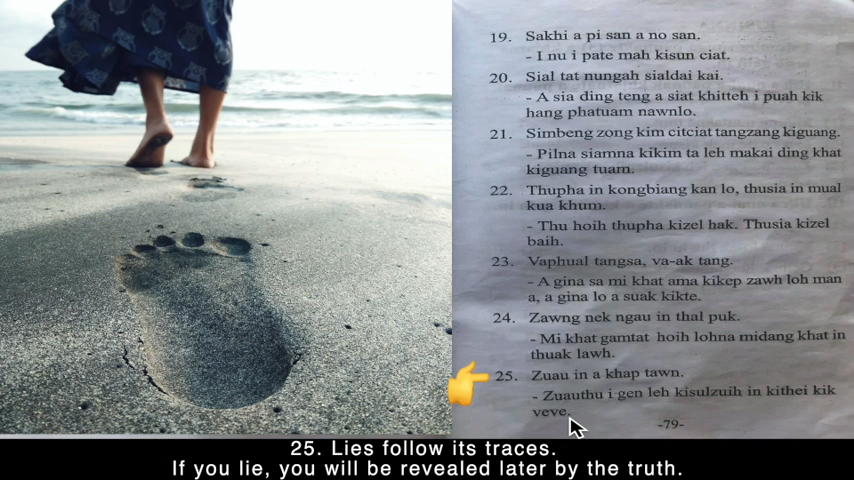 19. Sakhi a pi san a no san.
- I nu i pate mah kisun ciat.
20. Sial tat nungah sialdai kai.
- A sia ding teng a siat khitteh i puah kik
hang phatuam nawnlo.
21. Simbeng zong kim citciat tangzang kiguang.
- Pilna siamna kikim ta leh makai ding khat
kiguang tuam.
22. Thupha in kongbiang kan lo, thusia in mual
kua khum.
- Thu hoih thupha kizel hak. Thusia kizel
baih.
23. Vaphual tangsa, va-ak tang.
- A gina sa mi khat ama kikep zawh loh man
a, a gina lo a suak kikte.
24. Zawng nek ngau in thal puk.
- Mi khat gamtat hoih lohna midang khat in
thuak lawh.
25. Zuau in a khap tawn.
- Zuauthu i gen leh kisulzuih in kithei kik
veve.
-79-
25. Lies follow its traces.
If you lie, you will be revealed later by the truth.